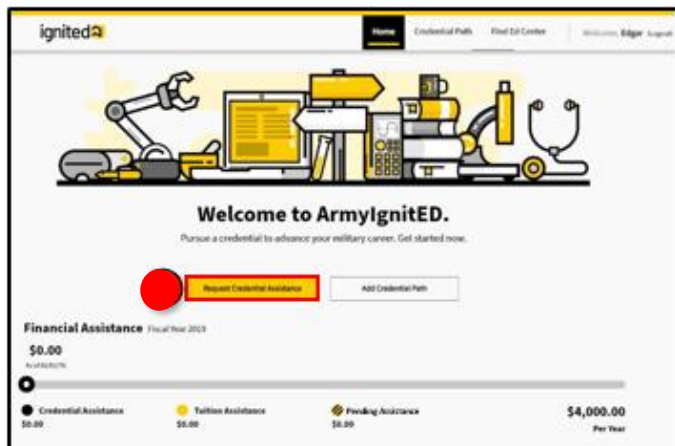 ignited
Home Credential Path Find Ed Center Welcome, Edgar Logout
Welcome to ArmyIgnitED.
Pursue a credential to advance your military career. Get started now.
Request Credential Assistance Add Credential Path
Financial Assistance Fiscal Year 2019
$0.00
Credential Assistance Tuition Assistance Pending Assistance $4,000.00
$0.00 $0.00 $0.00 Per Year